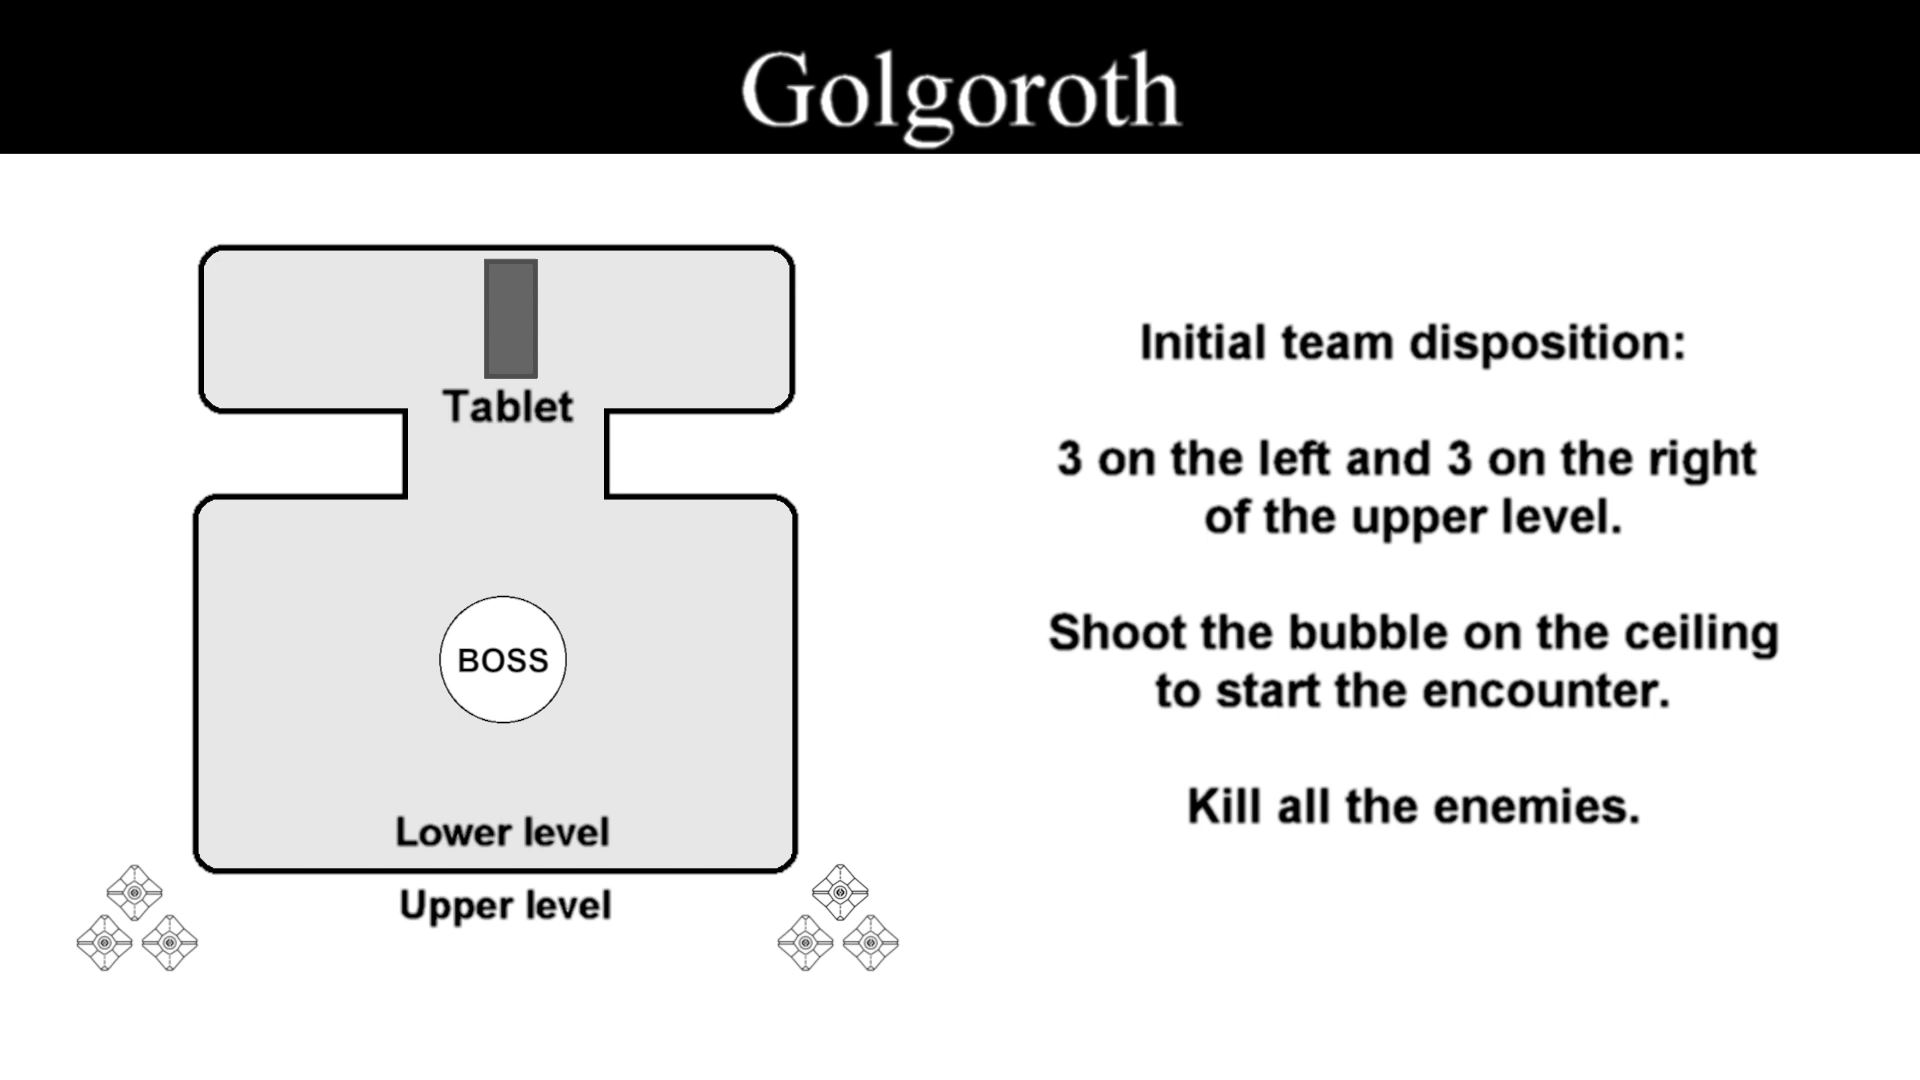 Golgoroth
Tablet
BOSS
Lower level
Upper level
Initial team disposition:
3 on the left and 3 on the right
of the upper level.
Shoot the bubble on the ceiling
to start the encounter.
Kill all the enemies.